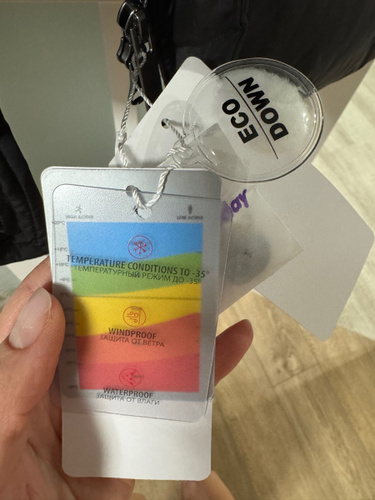 ECO
DOWN
TEMPERATURE CONDITIONS TO -35°
ТЕМПЕРАТУРНЫЙ РЕЖИМ ДО -35°
WINDPROOF
ЗАЩИТА ОТ ВЕТРА
WATERPROOF
ЗАЩИТА ОТ ВЛАГИ